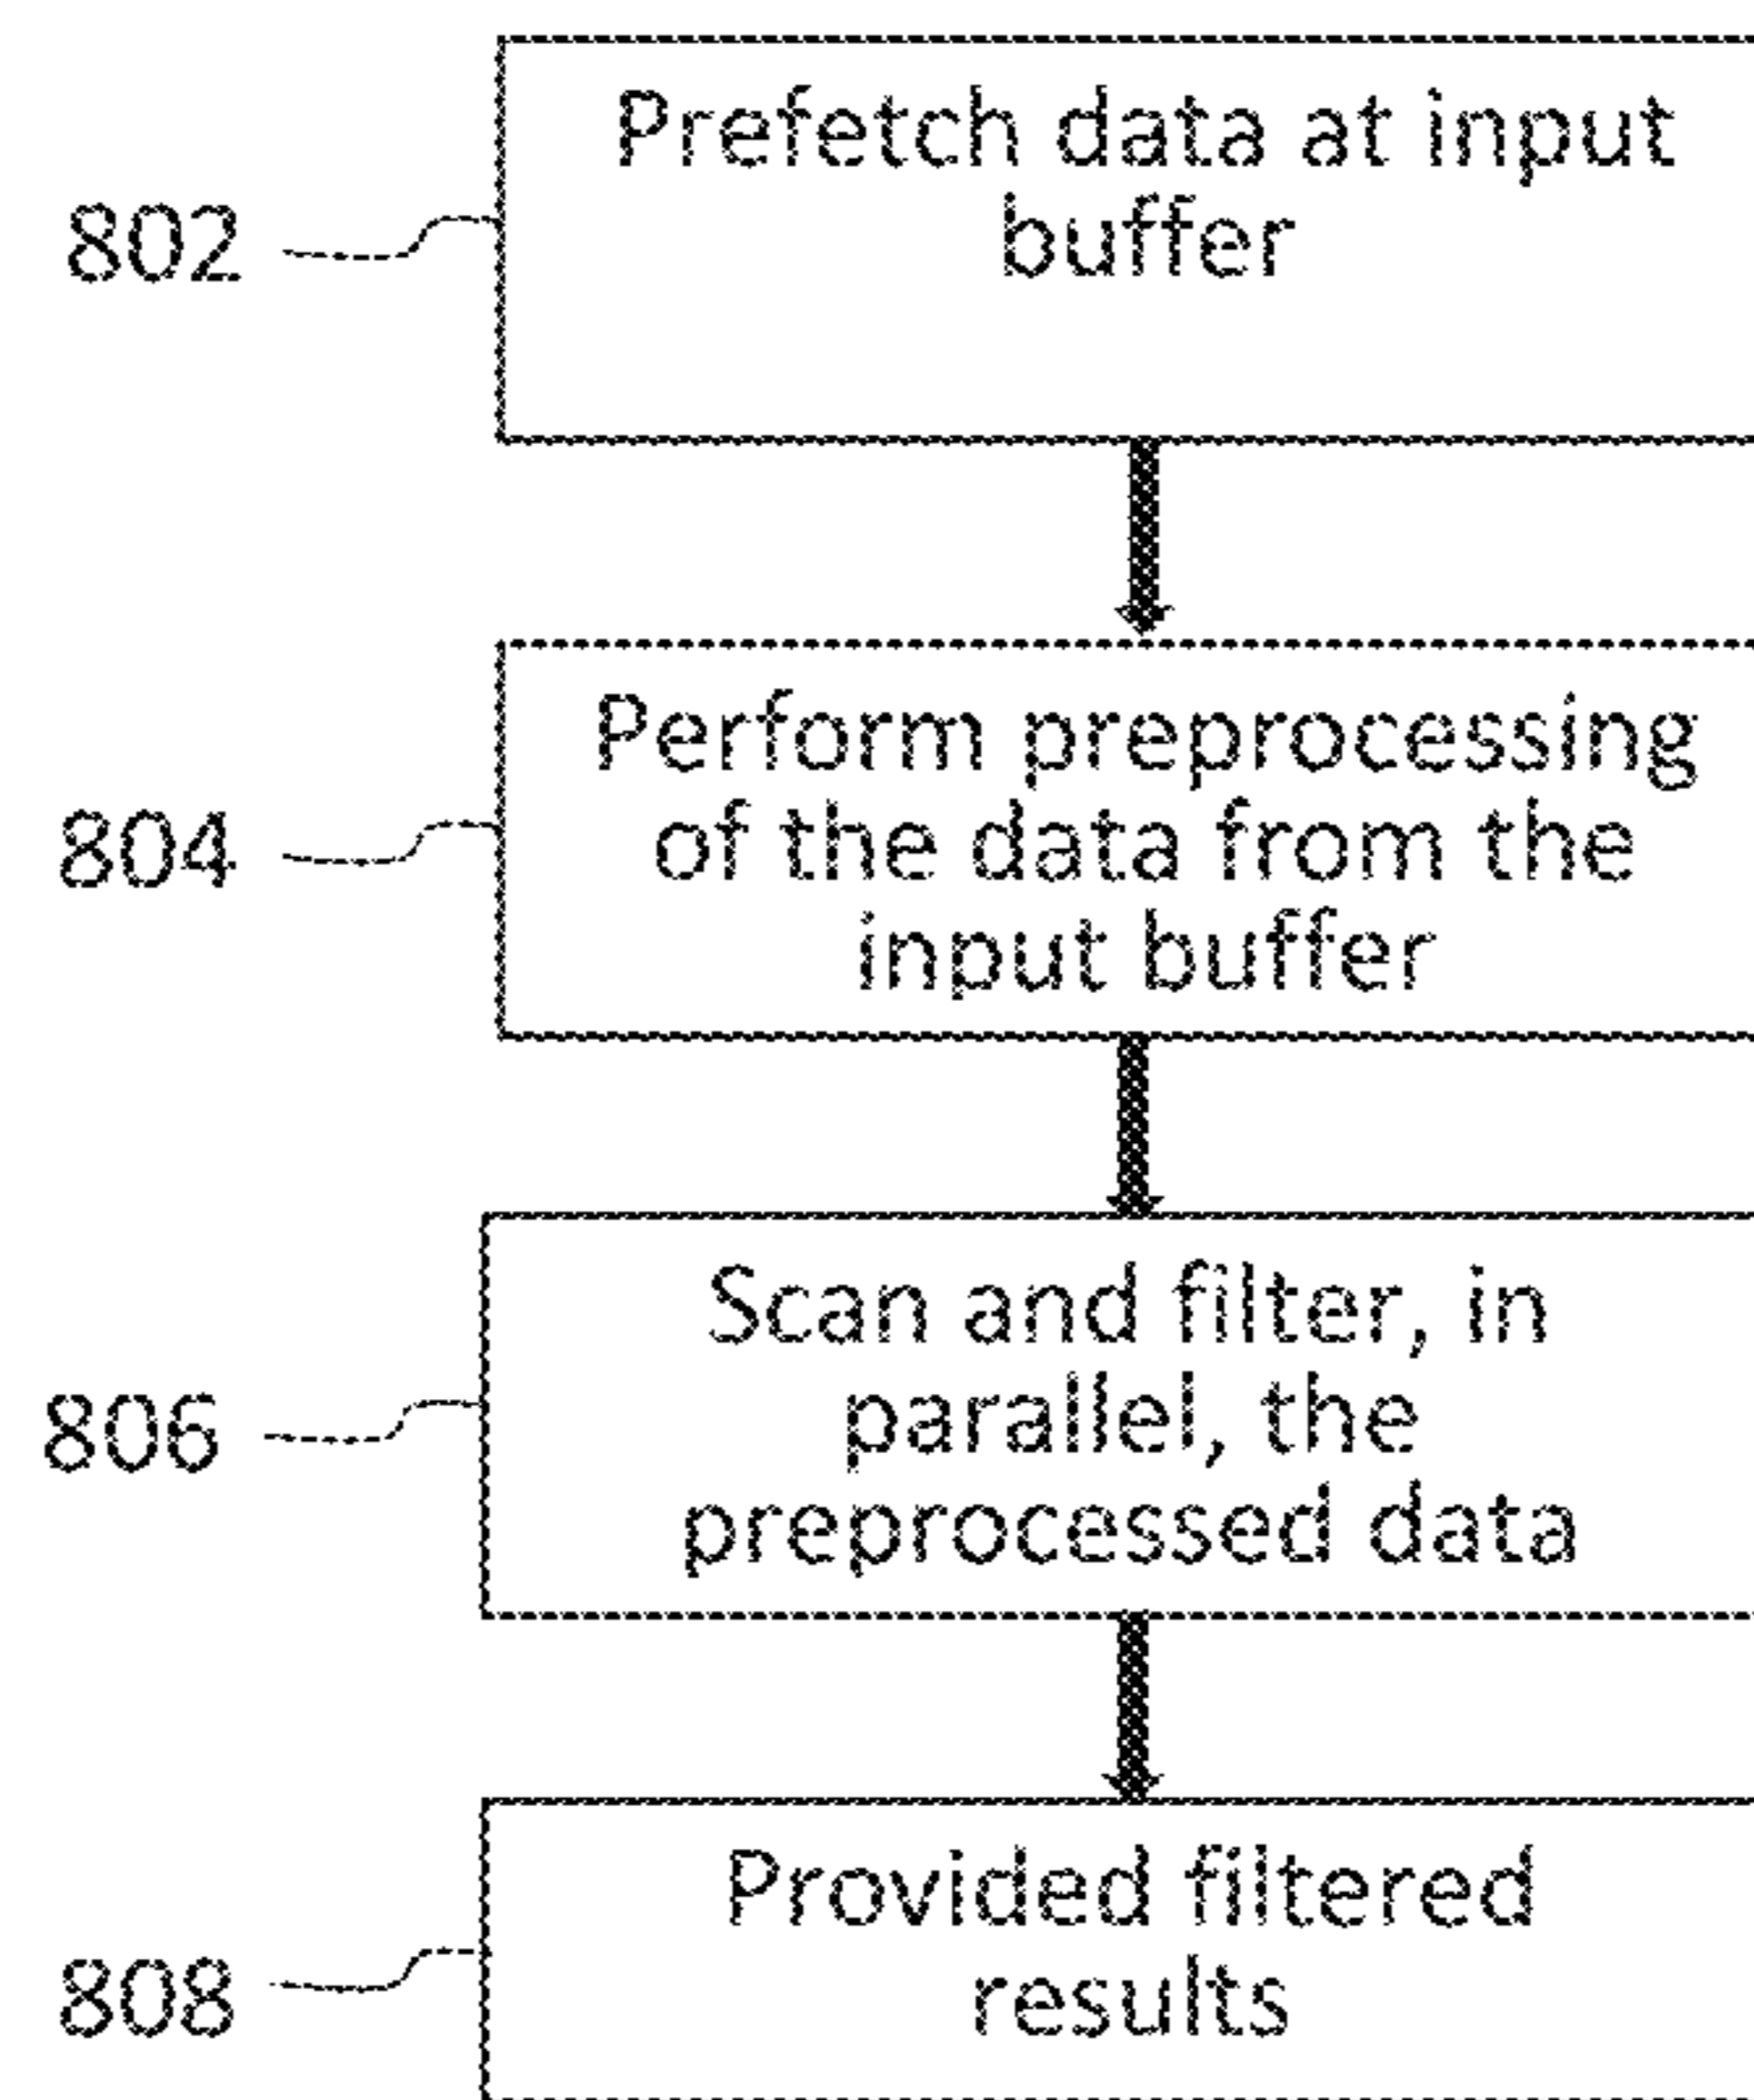 Prefetch data at input
buffer
802
Perform preprocessing
of the data from the
input buffer
804
Scan and filter, in
parallel, the
preprocessed data
806
Provided filtered
results
808